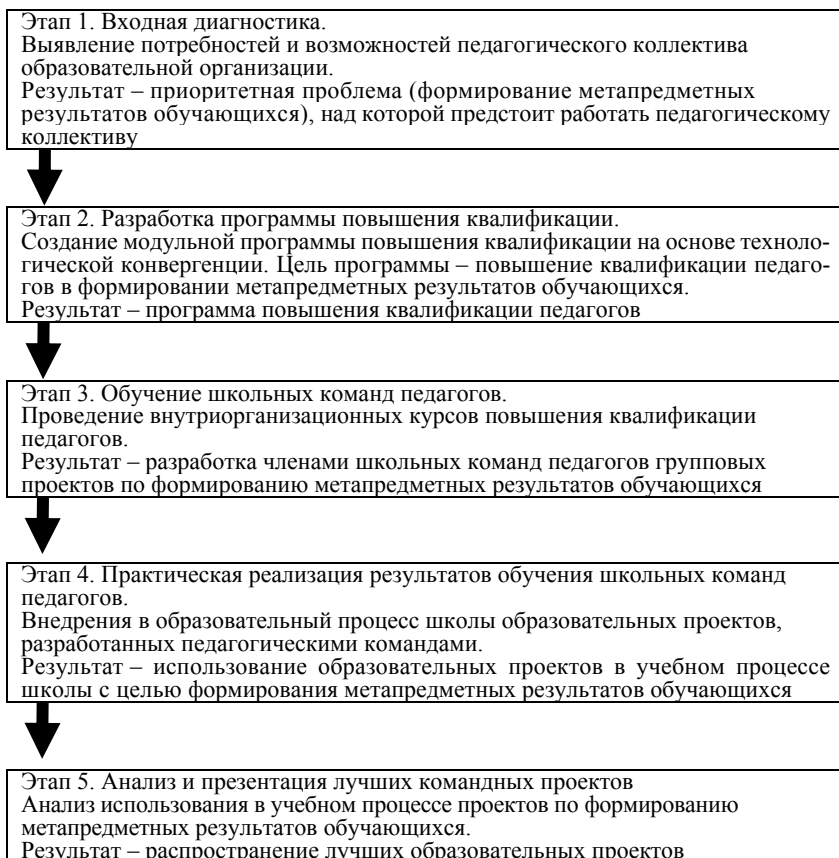 Этап 1. Входная диагностика.
Выявление потребностей и возможностей педагогического коллектива
образовательной организации.
Результат – приоритетная проблема (формирование метапредметных
результатов обучающихся), над которой предстоит работать педагогическому
коллективу
Этап 2. Разработка программы повышения квалификации.
Создание модульной программы повышения квалификации на основе техноло-
гической конвергенции. Цель программы – повышение квалификации педаго-
гов в формировании метапредметных результатов обучающихся.
Результат – программа повышения квалификации педагогов
Этап 3. Обучение школьных команд педагогов.
Проведение внутриорганизационных курсов повышения квалификации
педагогов.
Результат – разработка членами школьных команд педагогов групповых
проектов по формированию метапредметных результатов обучающихся
Этап 4. Практическая реализация результатов обучения школьных команд
педагогов.
Внедрения в образовательный процесс школы образовательных проектов,
разработанных педагогическими командами.
Результат – использование образовательных проектов в учебном процессе
школы с целью формирования метапредметных результатов обучающихся
Этап 5. Анализ и презентация лучших командных проектов
Анализ использования в учебном процессе проектов по формированию
метапредметных результатов обучающихся.
Результат – распространение лучших образовательных проектов